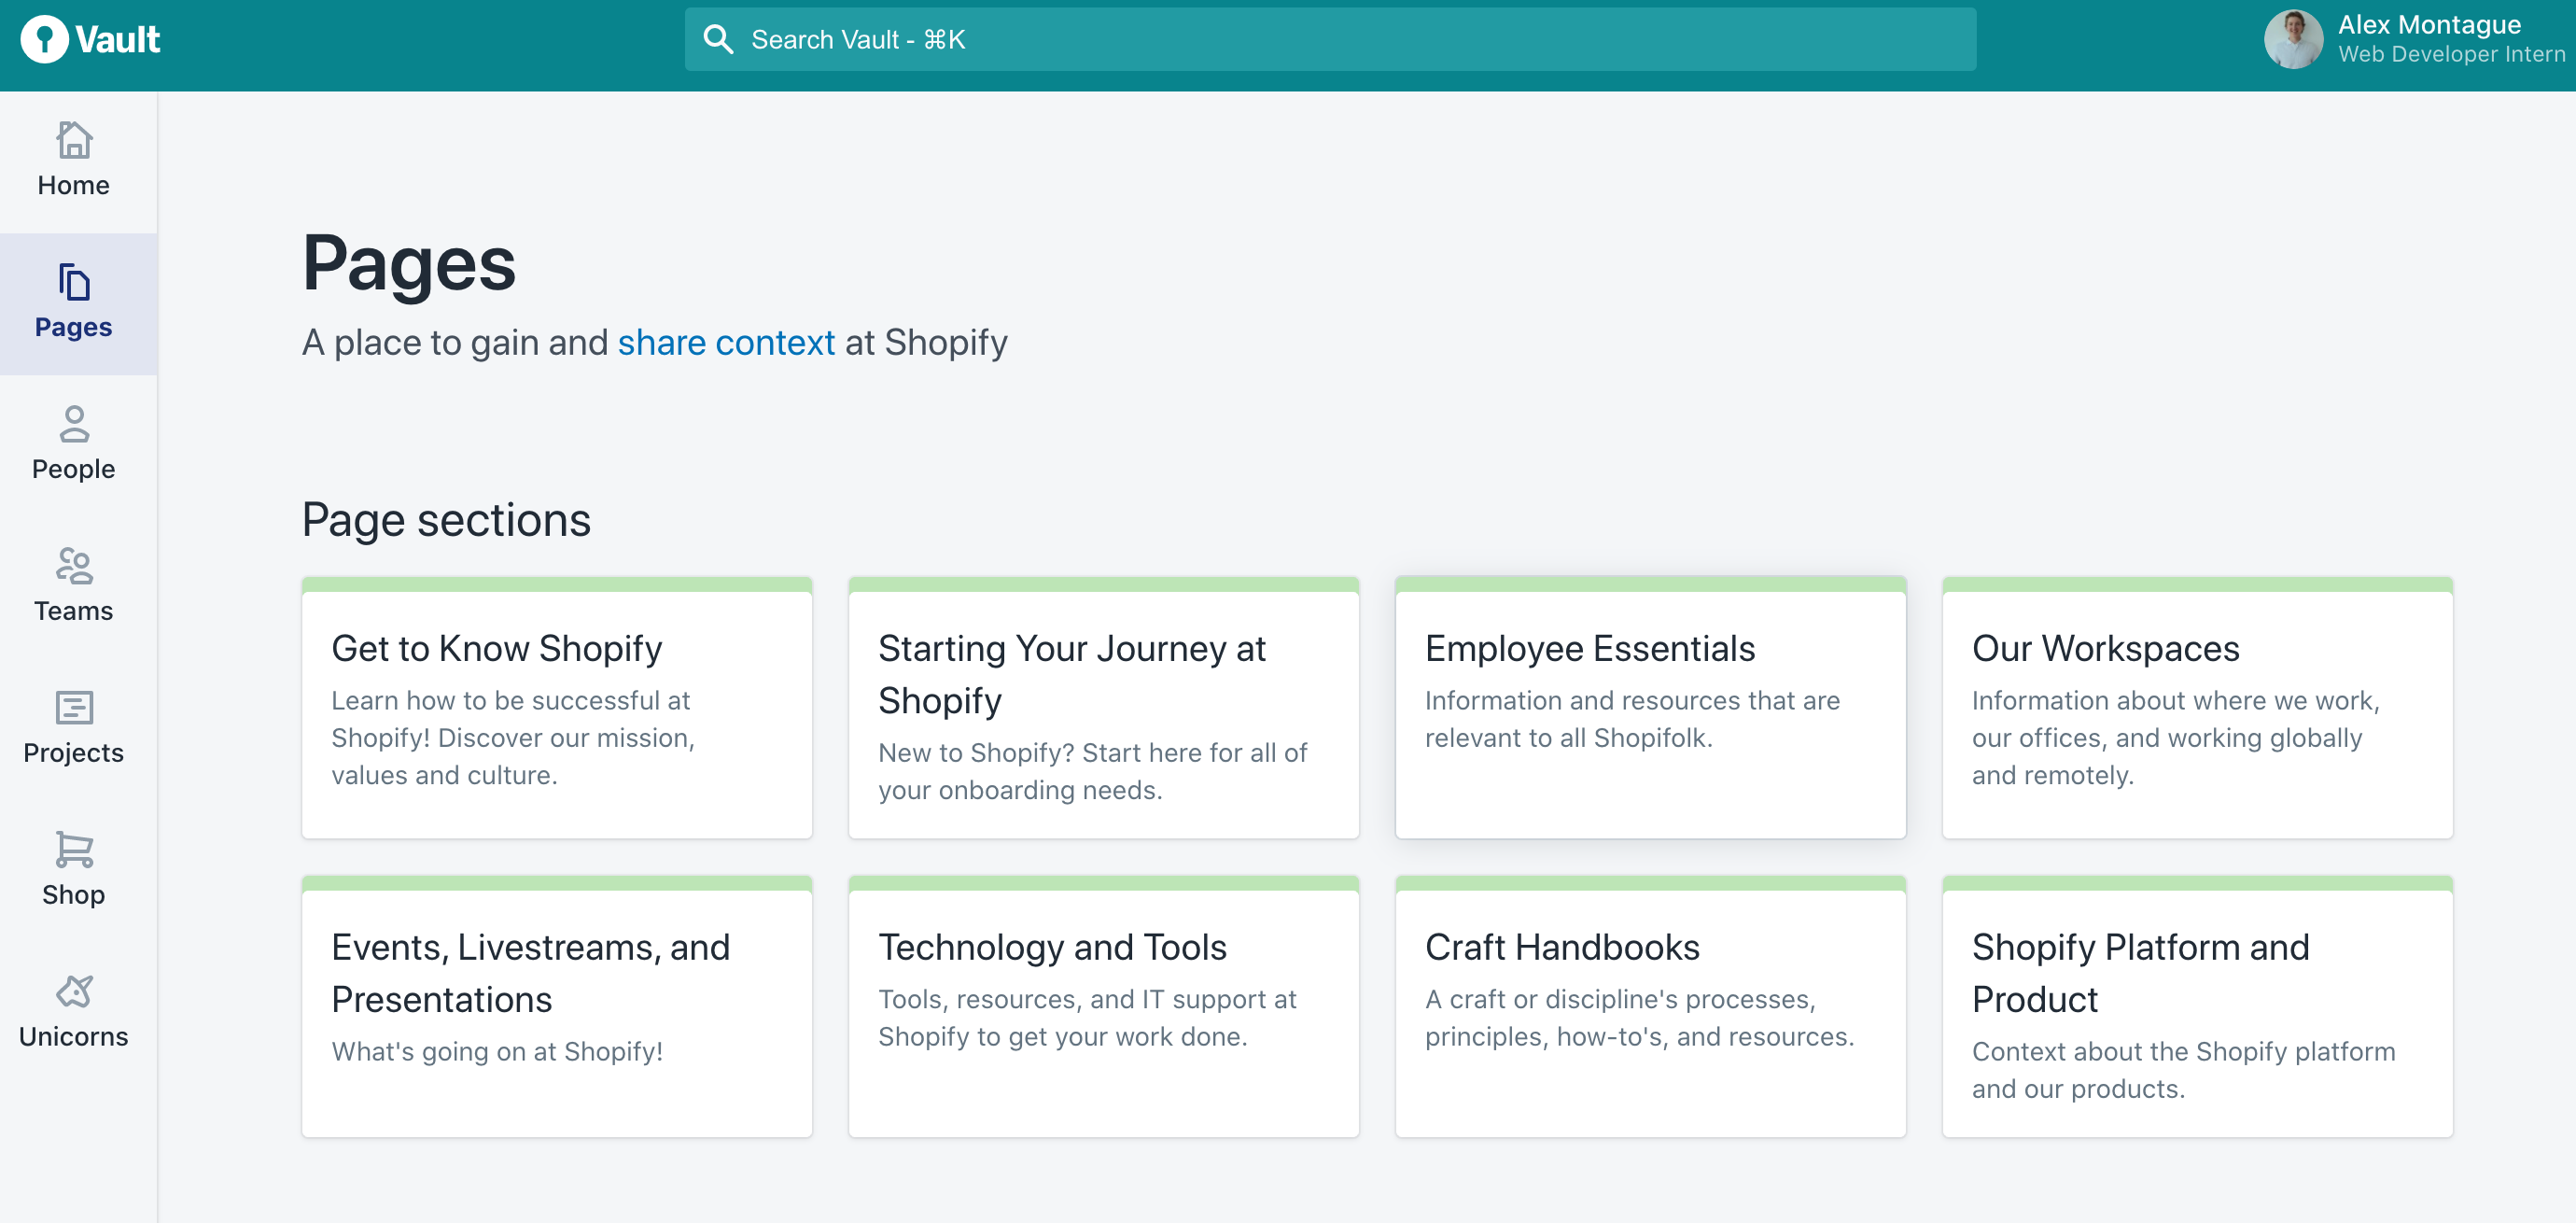 Vault
Search Vault - ⌘K
Alex Montague
Web Developer Intern
Home
Pages
People
Teams
Projects
Shop
Unicorns
Pages
A place to gain and share context at Shopify
Page sections
Get to Know Shopify
Learn how to be successful at
Shopify! Discover our mission,
values and culture.
Starting Your Journey at
Shopify
New to Shopify? Start here for all of
your onboarding needs.
Employee Essentials
Information and resources that are
relevant to all Shopifolk.
Our Workspaces
Information about where we work,
our offices, and working globally
and remotely.
Events, Livestreams, and
Presentations
What's going on at Shopify!
Technology and Tools
Tools, resources, and IT support at
Shopify to get your work done.
Craft Handbooks
A craft or discipline's processes,
principles, how-to's, and resources.
Shopify Platform and
Product
Context about the Shopify platform
and our products.